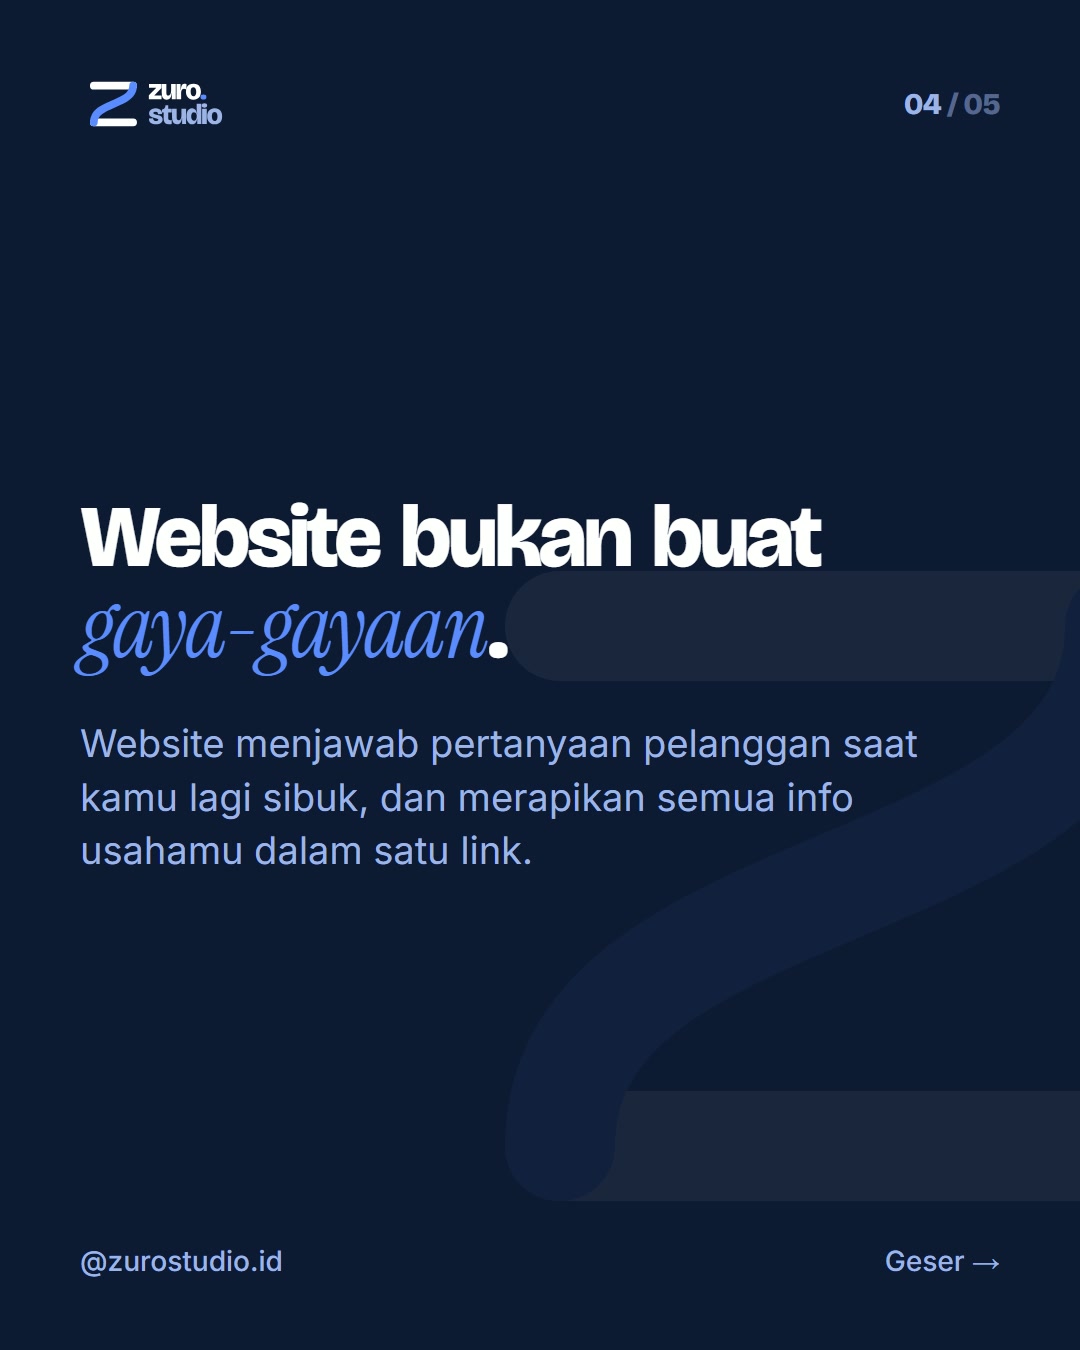 zuro.
studio
04 / 05
Website bukan buat
gaya-gayaan.
Website menjawab pertanyaan pelanggan saat
kamu lagi sibuk, dan merapikan semua info
usahamu dalam satu link.
@zurostudio.id
Geser →